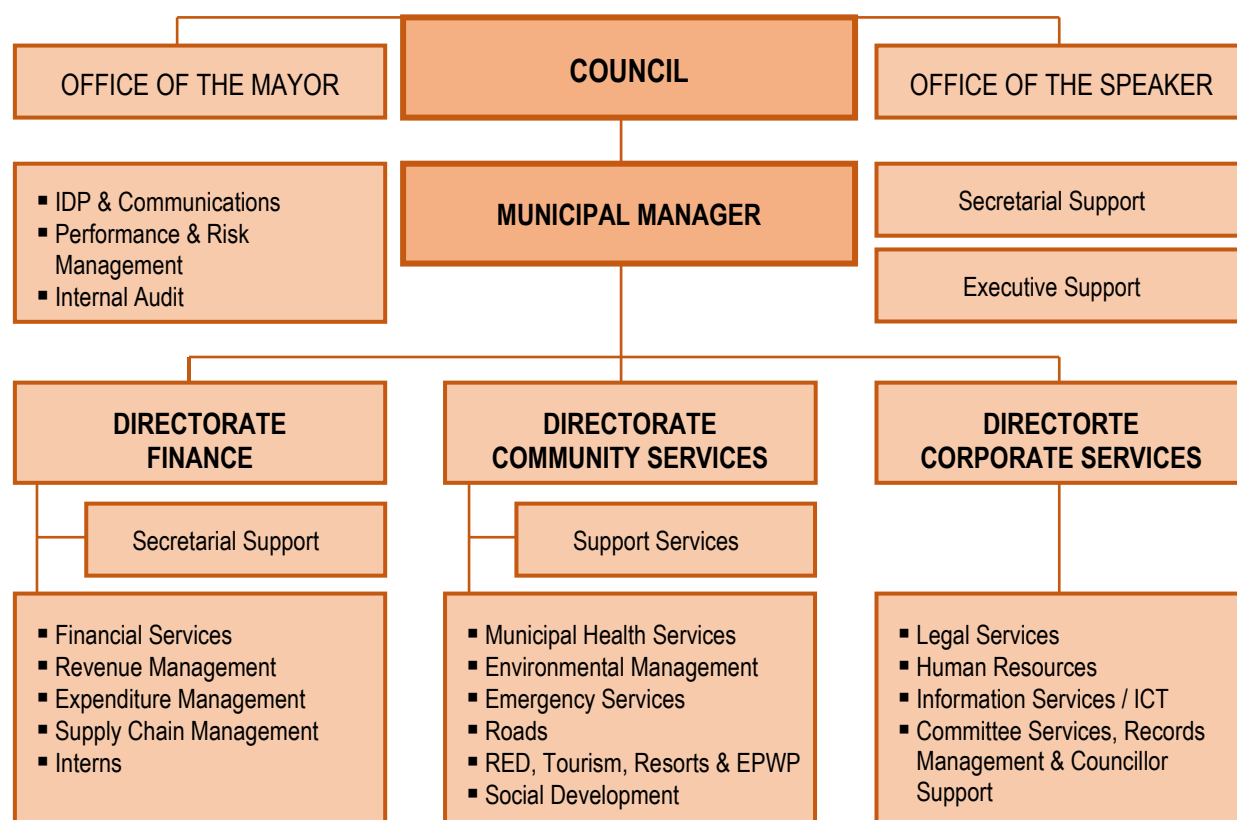 OFFICE OF THE MAYOR
COUNCIL
OFFICE OF THE SPEAKER
▪ IDP & Communications
▪ Performance & Risk
Management
▪ Internal Audit
MUNICIPAL MANAGER
Secretarial Support
Executive Support
DIRECTORATE
FINANCE
Secretarial Support
▪ Financial Services
▪ Revenue Management
▪ Expenditure Management
▪ Supply Chain Management
▪ Interns
DIRECTORATE
COMMUNITY SERVICES
Support Services
▪ Municipal Health Services
▪ Environmental Management
▪ Emergency Services
▪ Roads
▪ RED, Tourism, Resorts & EPWP
▪ Social Development
DIRECTORTE
CORPORATE SERVICES
▪ Legal Services
▪ Human Resources
▪ Information Services / ICT
▪ Committee Services, Records
Management & Councillor
Support